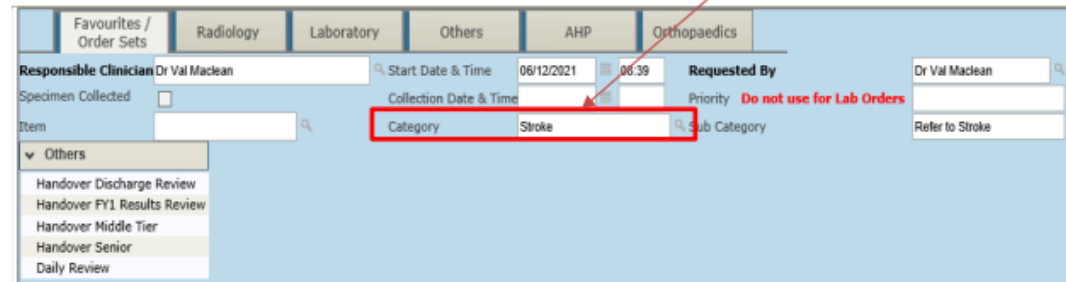 Favourites / Order Sets Radiology Laboratory Others AHP Orthopaedics
Responsible Clinician Dr Val Maclean Start Date & Time 06/12/2021 08:39 Requested By Dr Val Maclean
Specimen Collected Collection Date & Time Priority Do not use for Lab Orders
Item Category Stroke Sub Category Refer to Stroke
Others
Handover Discharge Review
Handover FY1 Results Review
Handover Middle Tier
Handover Senior
Daily Review